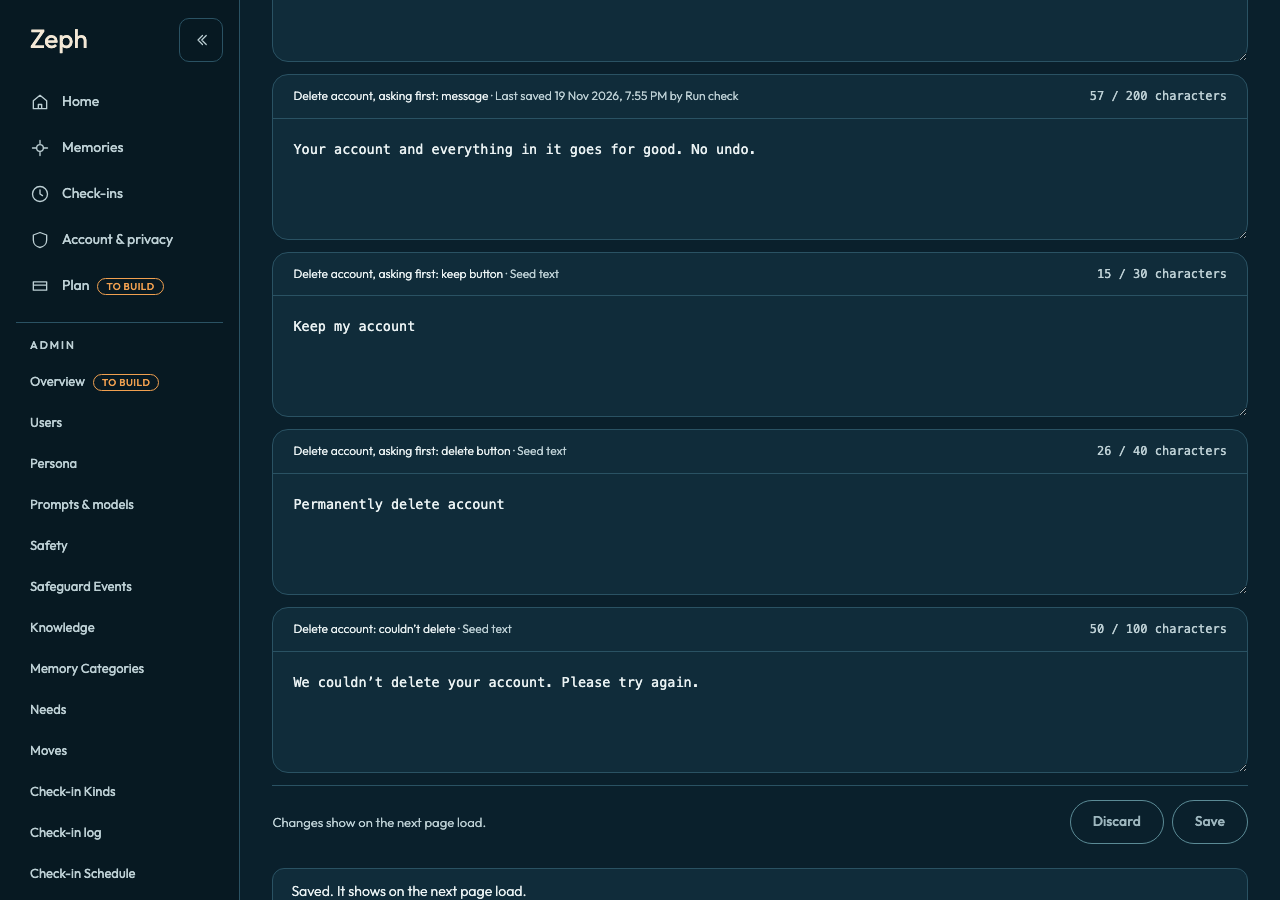 Zeph
Home
Memories
Check-ins
Account & privacy
Plan TO BUILD
ADMIN
Overview TO BUILD
Users
Persona
Prompts & models
Safety
Safeguard Events
Knowledge
Memory Categories
Needs
Moves
Check-in Kinds
Check-in log
Check-in Schedule
Delete account, asking first: message · Last saved 19 Nov 2026, 7:55 PM by Run check 57 / 200 characters
Your account and everything in it goes for good. No undo.
Delete account, asking first: keep button · Seed text 15 / 30 characters
Keep my account
Delete account, asking first: delete button · Seed text 26 / 40 characters
Permanently delete account
Delete account: couldn't delete · Seed text 50 / 100 characters
We couldn’t delete your account. Please try again.
Changes show on the next page load. Discard Save
Saved. It shows on the next page load.